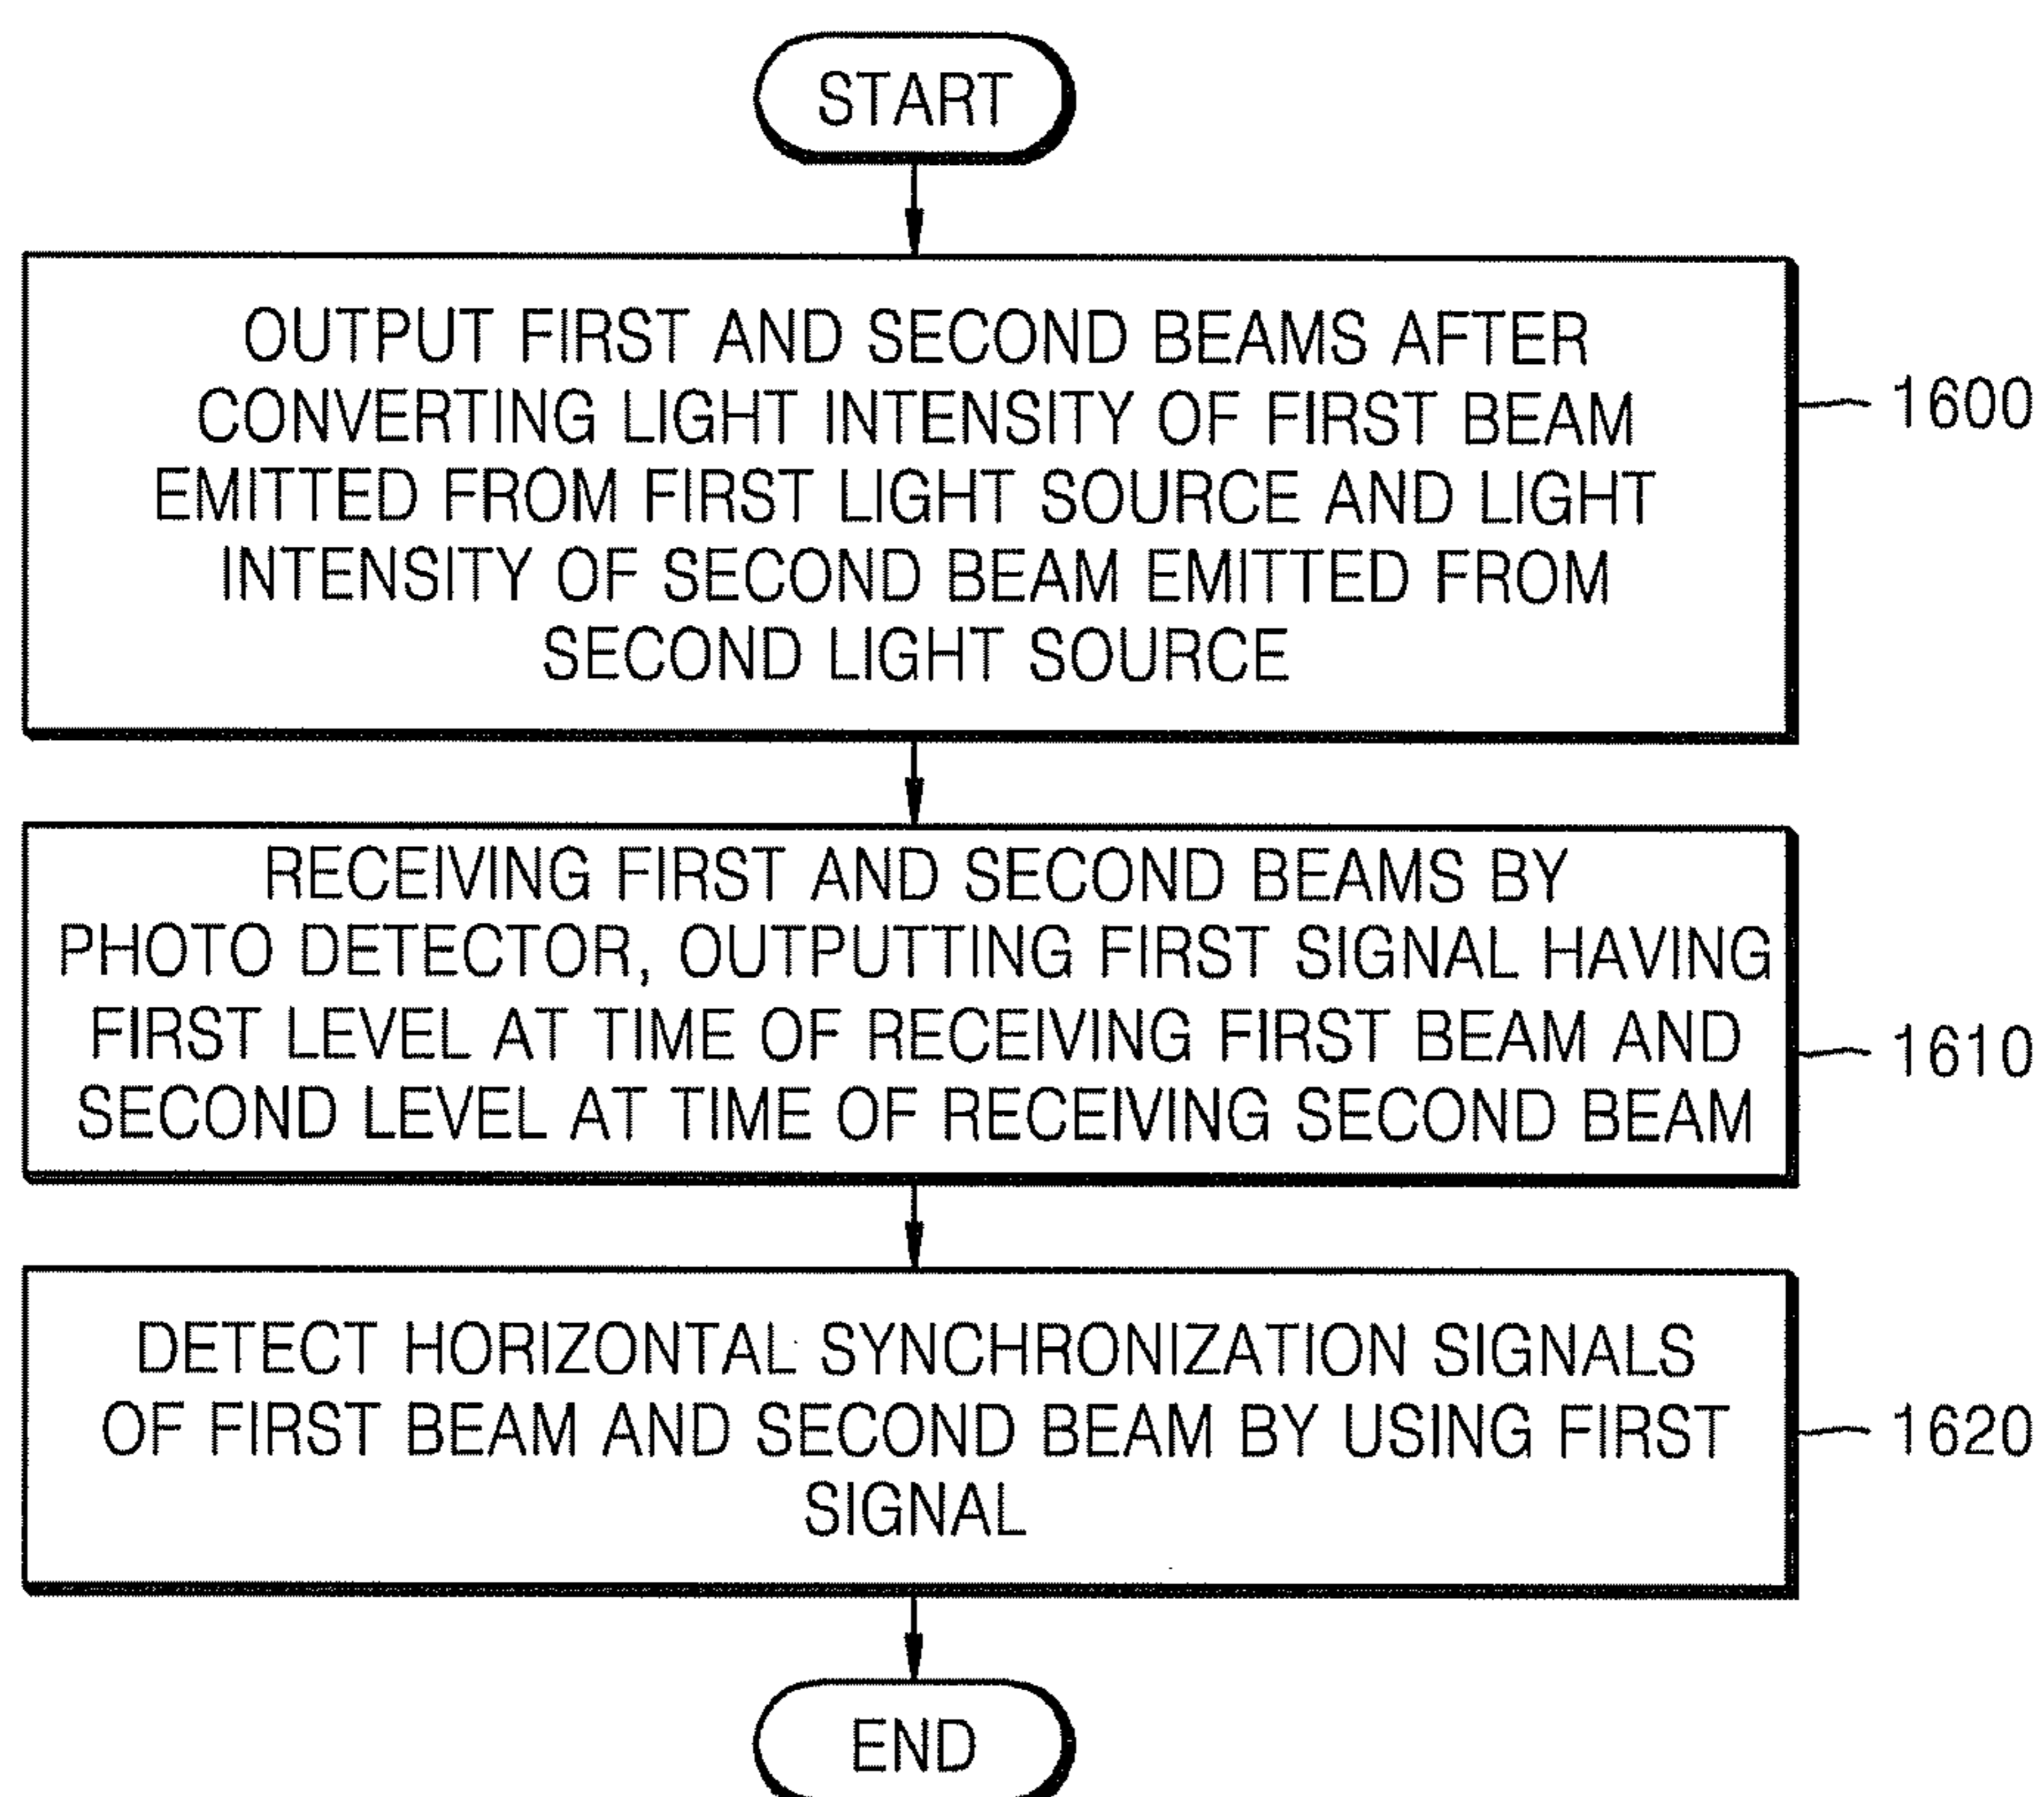 START
OUTPUT FIRST AND SECOND BEAMS AFTER
CONVERTING LIGHT INTENSITY OF FIRST BEAM
EMITTED FROM FIRST LIGHT SOURCE AND LIGHT
INTENSITY OF SECOND BEAM EMITTED FROM
SECOND LIGHT SOURCE
1600
RECEIVING FIRST AND SECOND BEAMS BY
PHOTO DETECTOR, OUTPUTTING FIRST SIGNAL HAVING
FIRST LEVEL AT TIME OF RECEIVING FIRST BEAM AND
SECOND LEVEL AT TIME OF RECEIVING SECOND BEAM
1610
DETECT HORIZONTAL SYNCHRONIZATION SIGNALS
OF FIRST BEAM AND SECOND BEAM BY USING FIRST
SIGNAL
1620
END